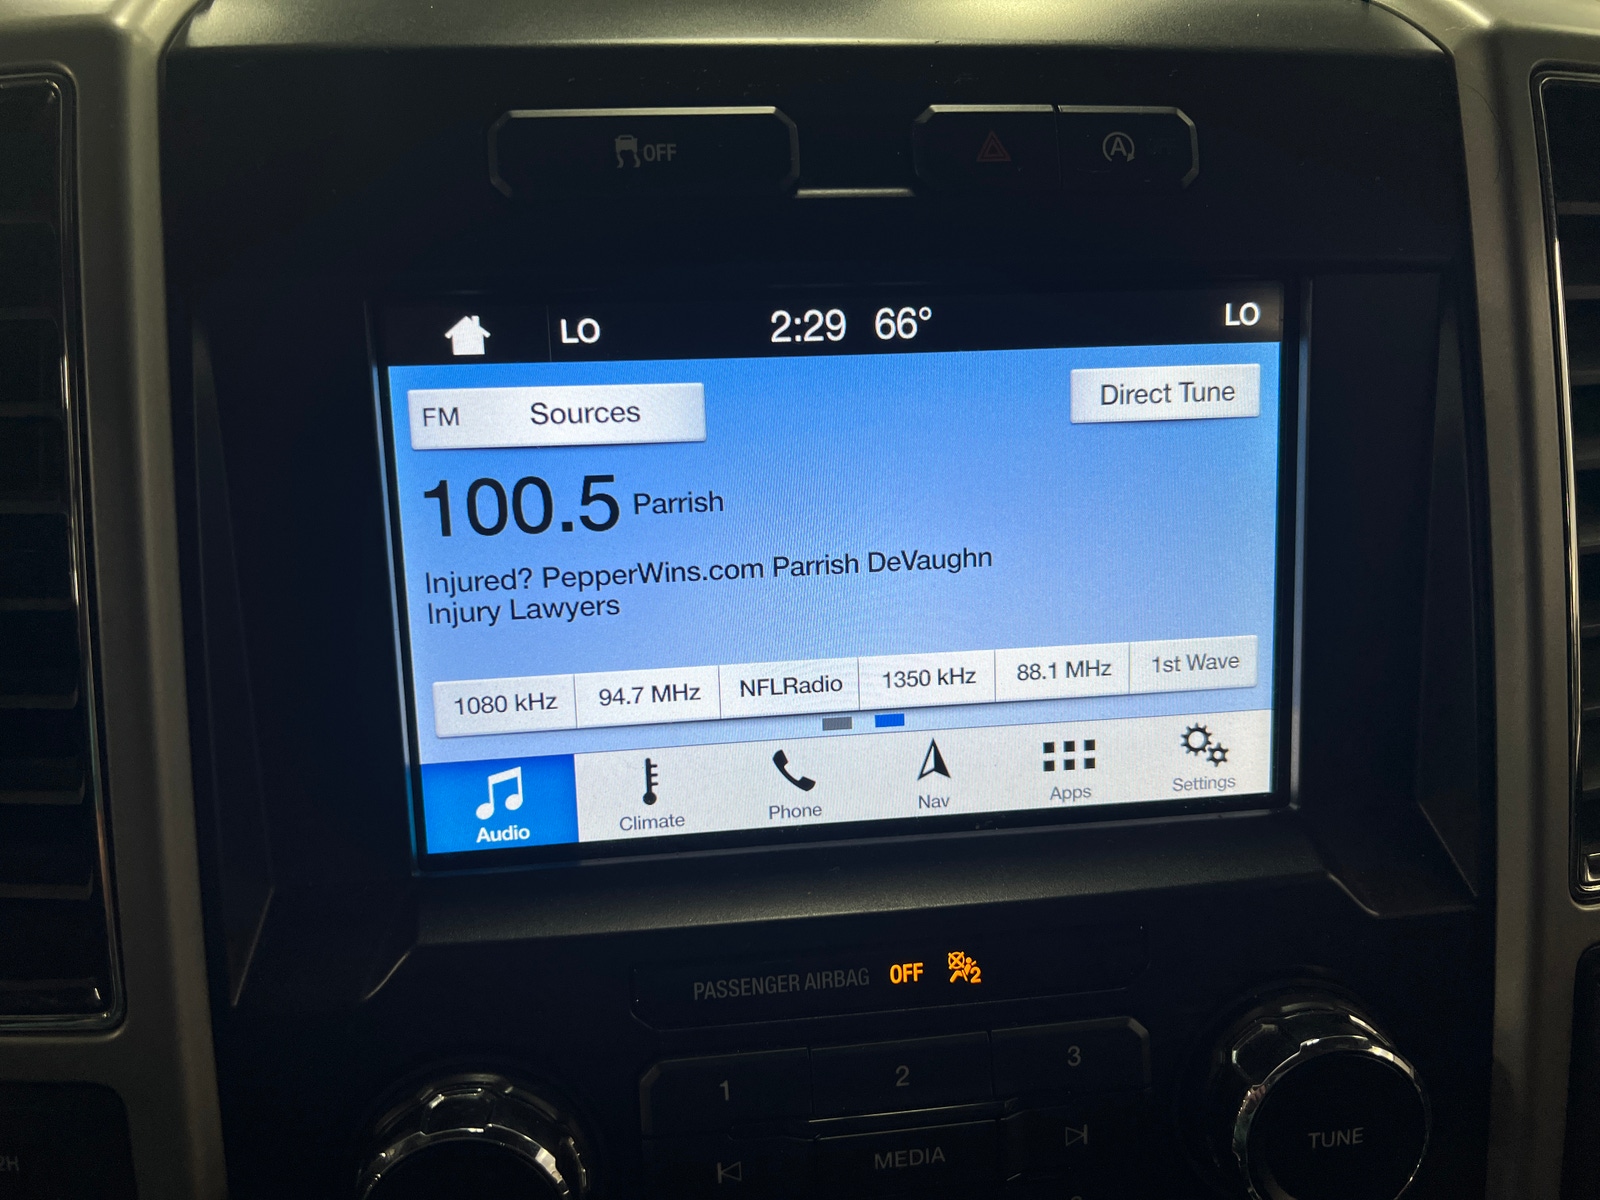 OFF
A
LO 2:29 66° LO
FM Sources Direct Tune
100.5 Parrish
Injured? PepperWins.com Parrish DeVaughn
Injury Lawyers
1080 kHz 94.7 MHz NFLRadio 1350 kHz 88.1 MHz 1st Wave
Audio Climate Phone Nav Apps Settings
PASSENGER AIRBAG OFF 2
1 2 3
MEDIA
TUNE